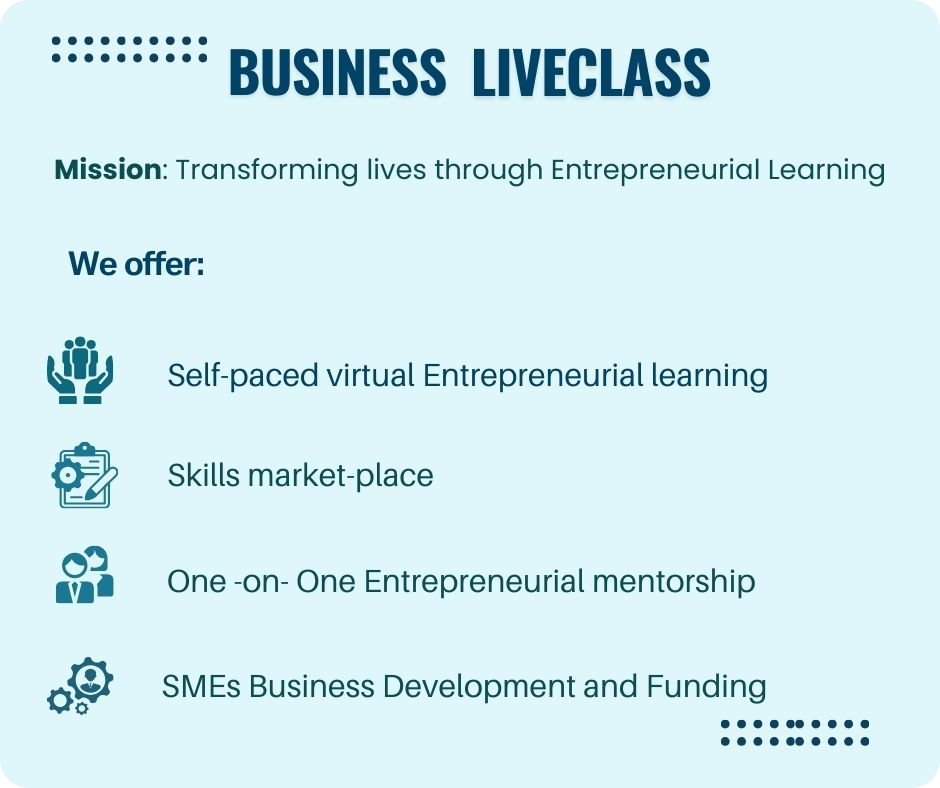 BUSINESS LIVECLASS
Mission: Transforming lives through Entrepreneurial Learning
We offer:
Self-paced virtual Entrepreneurial learning
Skills market-place
One -on- One Entrepreneurial mentorship
SMEs Business Development and Funding